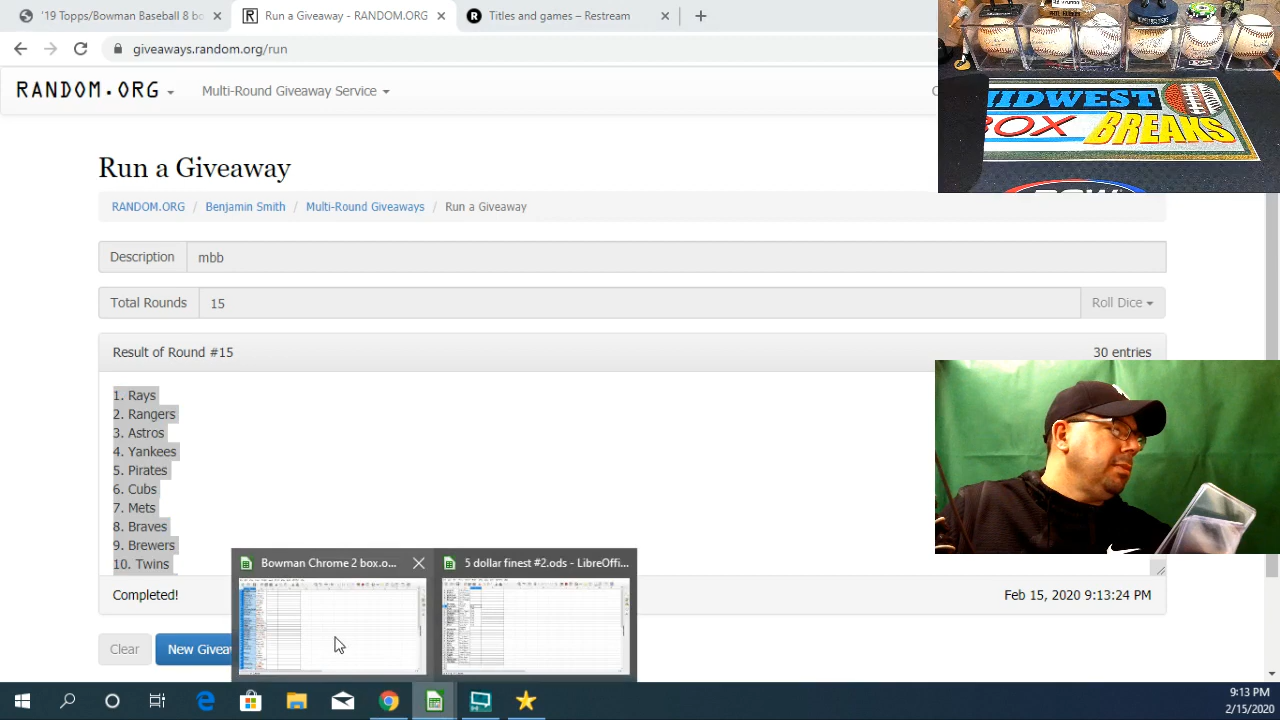 '19 Topps/Bowman Baseball 8 bo
Run a Giveaway - RANDOM.ORG
Titles and games – Restream
giveaways.random.org/run
RANDOM.ORG
Multi-Round Giveaway Service
Run a Giveaway
RANDOM.ORG / Benjamin Smith / Multi-Round Giveaways / Run a Giveaway
Description
mbb
Total Rounds
15
Roll Dice
Result of Round #15
30 entries
1. Rays
2. Rangers
3. Astros
4. Yankees
5. Pirates
6. Cubs
7. Mets
8. Braves
9. Brewers
10. Twins
Completed!
Feb 15, 2020 9:13:24 PM
Clear
New Giveaw
Bowman Chrome 2 box.o...
5 dollar finest #2.ods - LibreOffi...
MIDWEST
BOX BREAKS
9:13 PM
2/15/2020